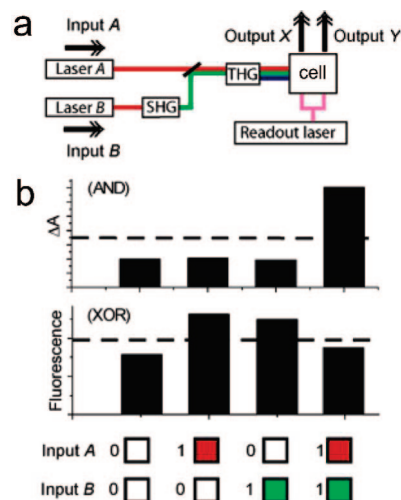 a
Input A
Output X
Output Y
Laser A
THG
cell
Laser B
SHG
Input B
Readout laser
b
(AND)
ΔA
(XOR)
Fluorescence
Input A 0 1 0 1
Input B 0 0 1 1